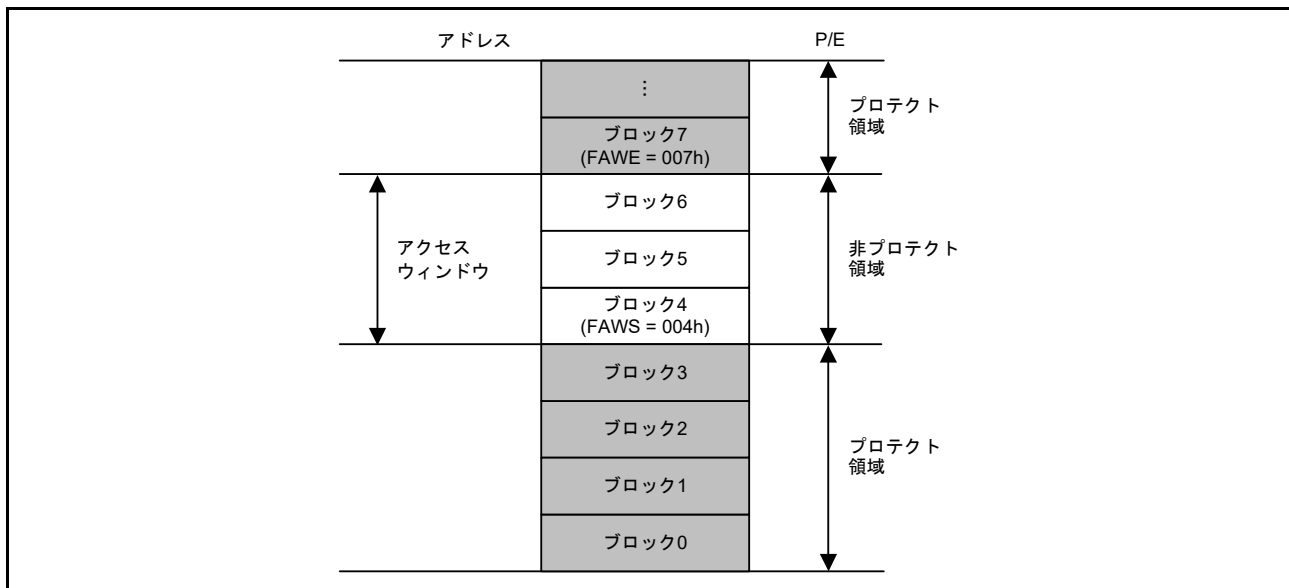 アドレス
P/E
⋮
ブロック7
(FAWE = 007h)
プロテクト
領域
ブロック6
ブロック5
ブロック4
(FAWS = 004h)
アクセス
ウィンドウ
非プロテクト
領域
ブロック3
ブロック2
ブロック1
ブロック0
プロテクト
領域